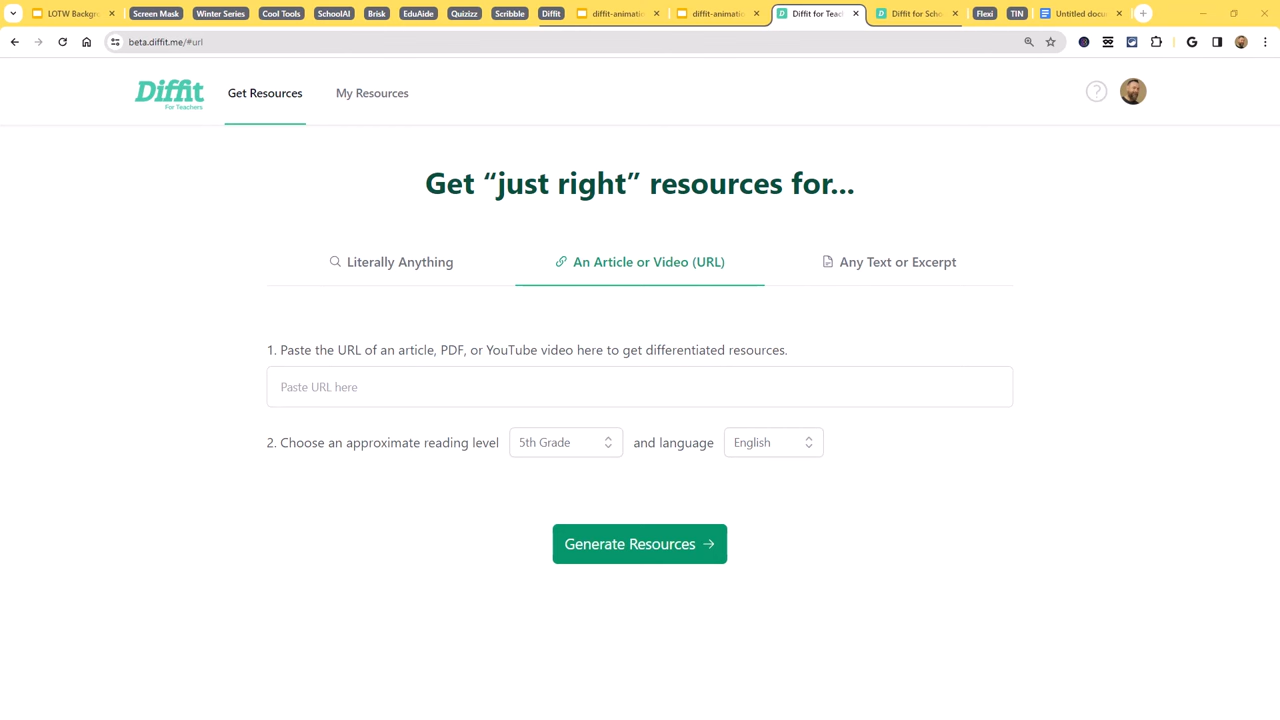 LOTW Backgr
Screen Mask
Winter Series
Cool Tools
SchoolAI
Brisk
EduAide
Quizizz
Scribble
Diffit
diffit-animatio
diffit-animatio
Diffit for Teac
Diffit for Scho
Flexi
TIN
Untitled docu
beta.diffit.me/#url
Diffit
For Teachers
Get Resources
My Resources
?
Get “just right” resources for...
Literally Anything
An Article or Video (URL)
Any Text or Excerpt
1. Paste the URL of an article, PDF, or YouTube video here to get differentiated resources.
Paste URL here
2. Choose an approximate reading level 5th Grade and language English
Generate Resources →